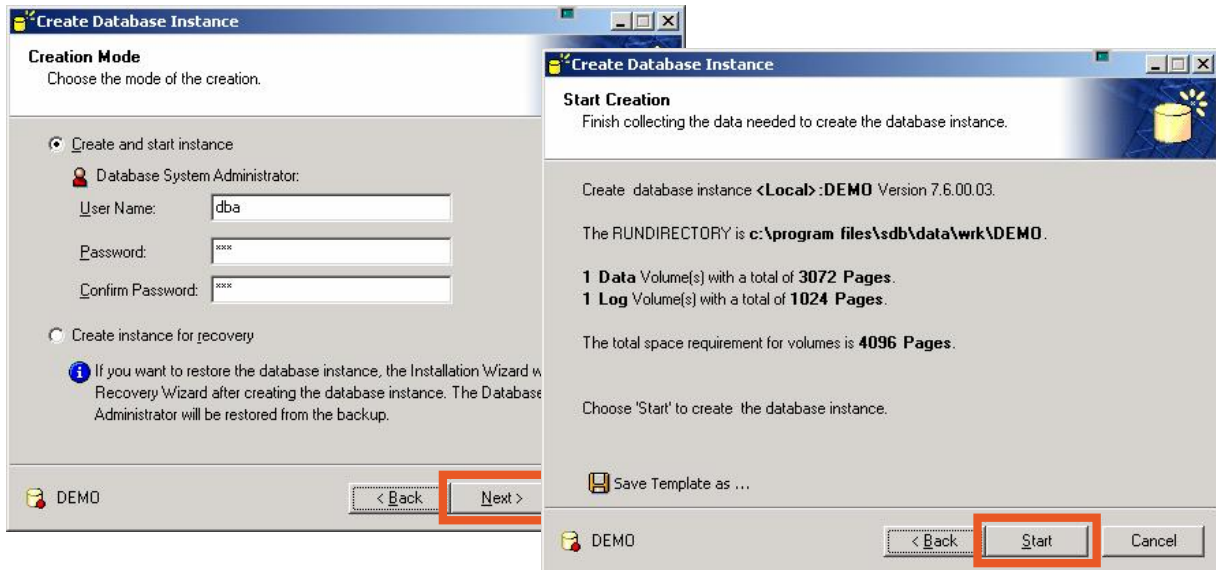 Create Database Instance
Creation Mode
Choose the mode of the creation.
Create and start instance
Database System Administrator:
User Name:
dba
Password:
***
Confirm Password:
***
Create instance for recovery
If you want to restore the database instance, the Installation Wizard w
Recovery Wizard after creating the database instance. The Database
Administrator will be restored from the backup.
DEMO
< Back
Next >
Create Database Instance
Start Creation
Finish collecting the data needed to create the database instance.
Create database instance <Local>:DEMO Version 7.6.00.03.
The RUNDIRECTORY is c:\program files\sdb\data\wrk\DEMO.
1 Data Volume(s) with a total of 3072 Pages.
1 Log Volume(s) with a total of 1024 Pages.
The total space requirement for volumes is 4096 Pages.
Choose 'Start' to create the database instance.
Save Template as ...
DEMO
< Back
Start
Cancel